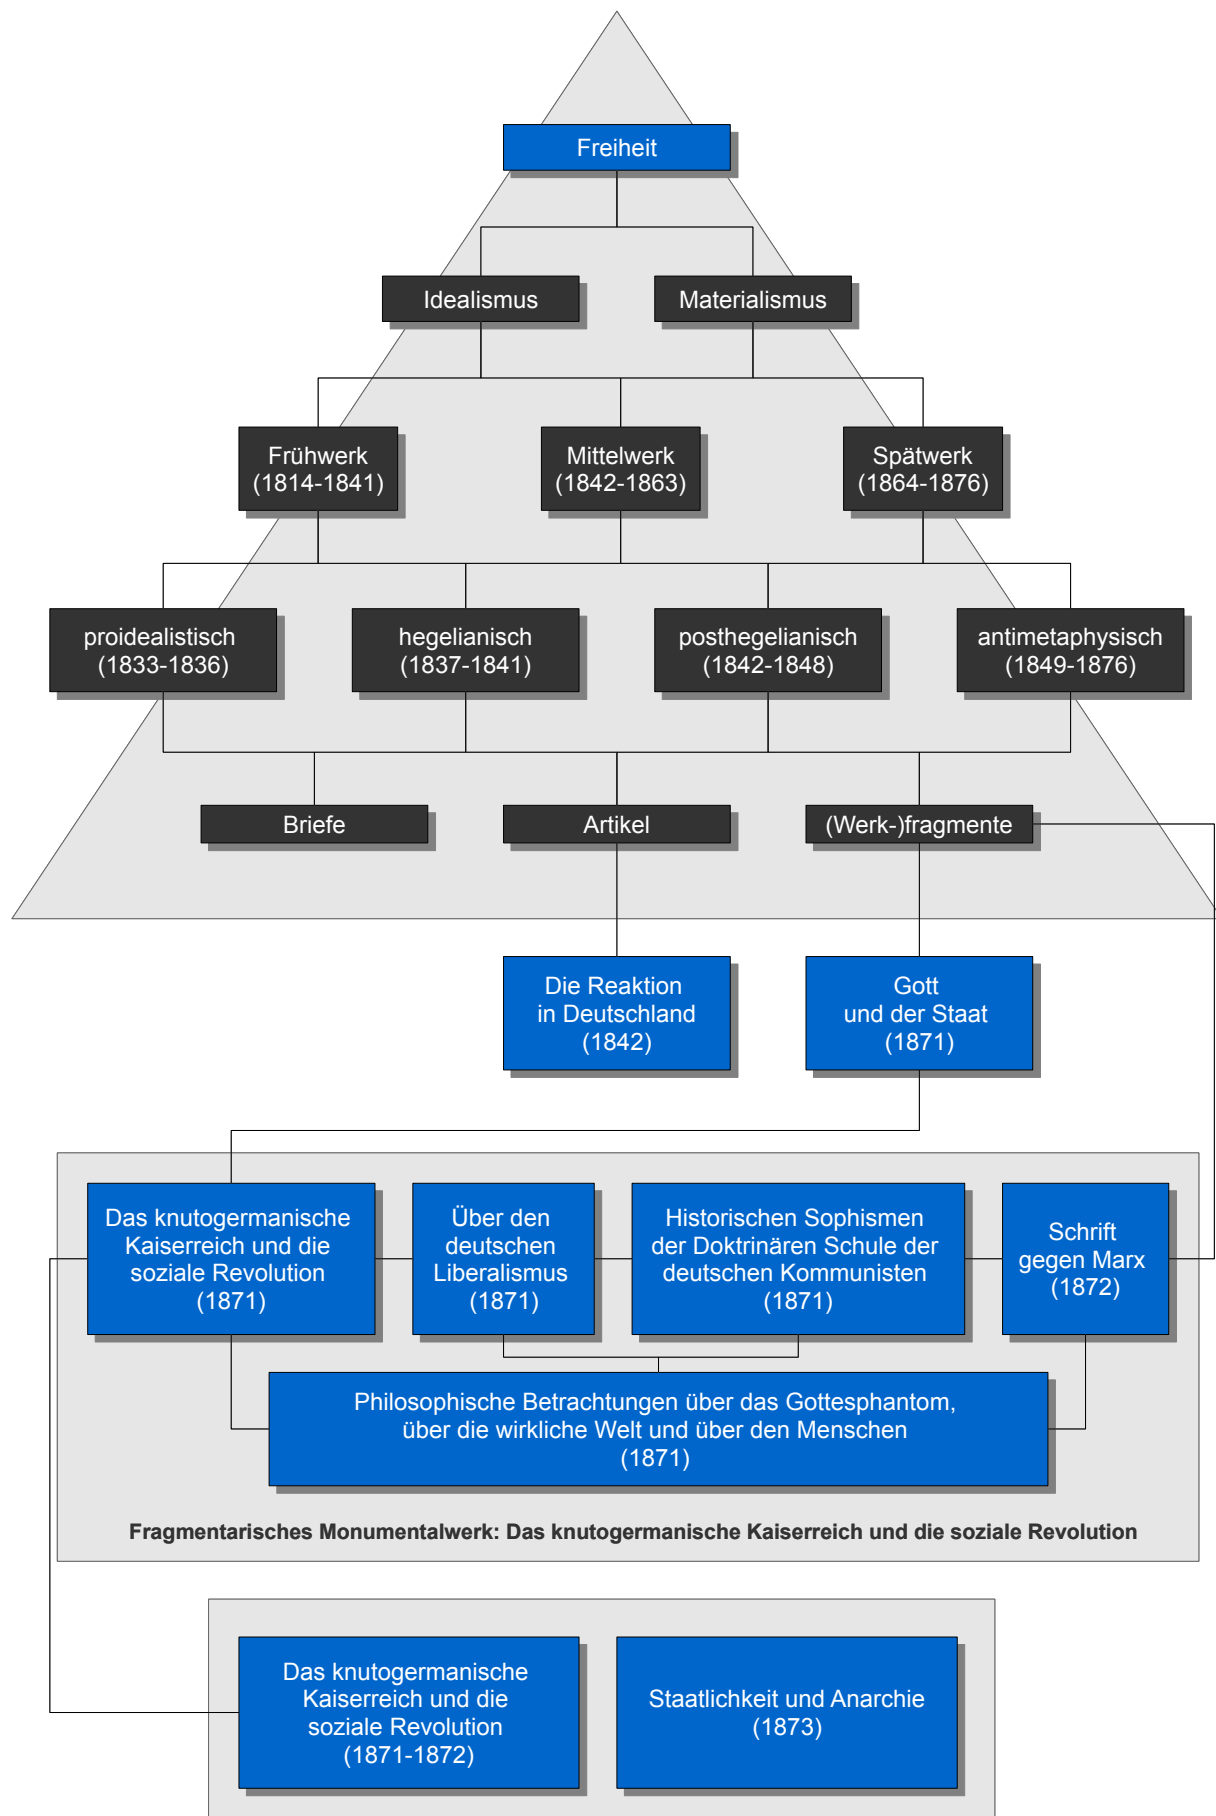 Freiheit
Idealismus
Materialismus
Frühwerk
(1814-1841)
Mittelwerk
(1842-1863)
Spätwerk
(1864-1876)
proidealistisch
(1833-1836)
hegelianisch
(1837-1841)
posthegelianisch
(1842-1848)
antimetaphysisch
(1849-1876)
Briefe
Artikel
(Werk-)fragmente
Die Reaktion
in Deutschland
(1842)
Gott
und der Staat
(1871)
Das knutogermanische
Kaiserreich und die
soziale Revolution
(1871)
Über den
deutschen
Liberalismus
(1871)
Historischen Sophismen
der Doktrinären Schule der
deutschen Kommunisten
(1871)
Schrift
gegen Marx
(1872)
Philosophische Betrachtungen über das Gottesphantom,
über die wirkliche Welt und über den Menschen
(1871)
Fragmentarisches Monumentalwerk: Das knutogermanische Kaiserreich und die soziale Revolution
Das knutogermanische
Kaiserreich und die
soziale Revolution
(1871-1872)
Staatlichkeit und Anarchie
(1873)